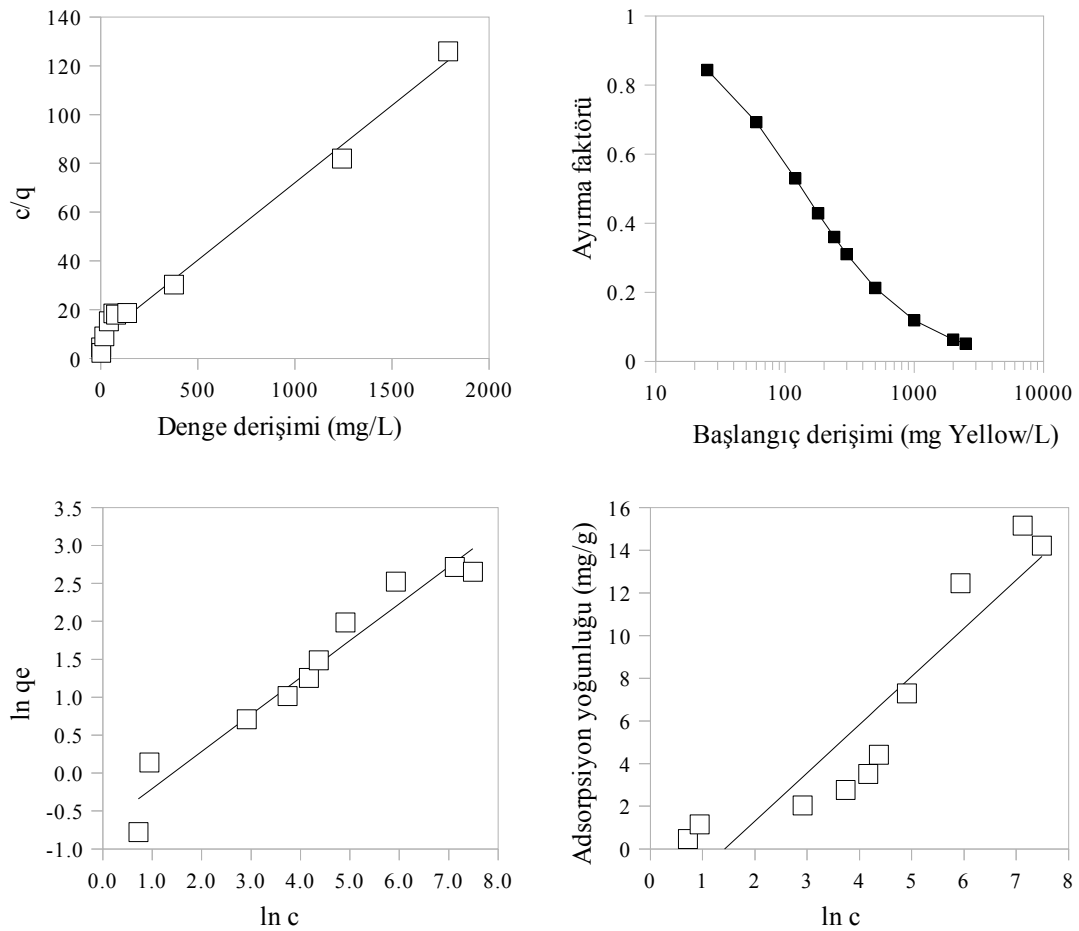 140
120
100
80
60
40
20
0
c/q
0 500 1000 1500 2000
Denge derişimi (mg/L)
1
0.8
0.6
0.4
0.2
0
Ayırma faktörü
10 100 1000 10000
Başlangıç derişimi (mg Yellow/L)
3.5
3.0
2.5
2.0
1.5
1.0
0.5
0.0
-0.5
-1.0
ln qe
0.0 1.0 2.0 3.0 4.0 5.0 6.0 7.0 8.0
ln c
16
14
12
10
8
6
4
2
0
Adsorpsiyon yoğunluğu (mg/g)
0 1 2 3 4 5 6 7 8
ln c